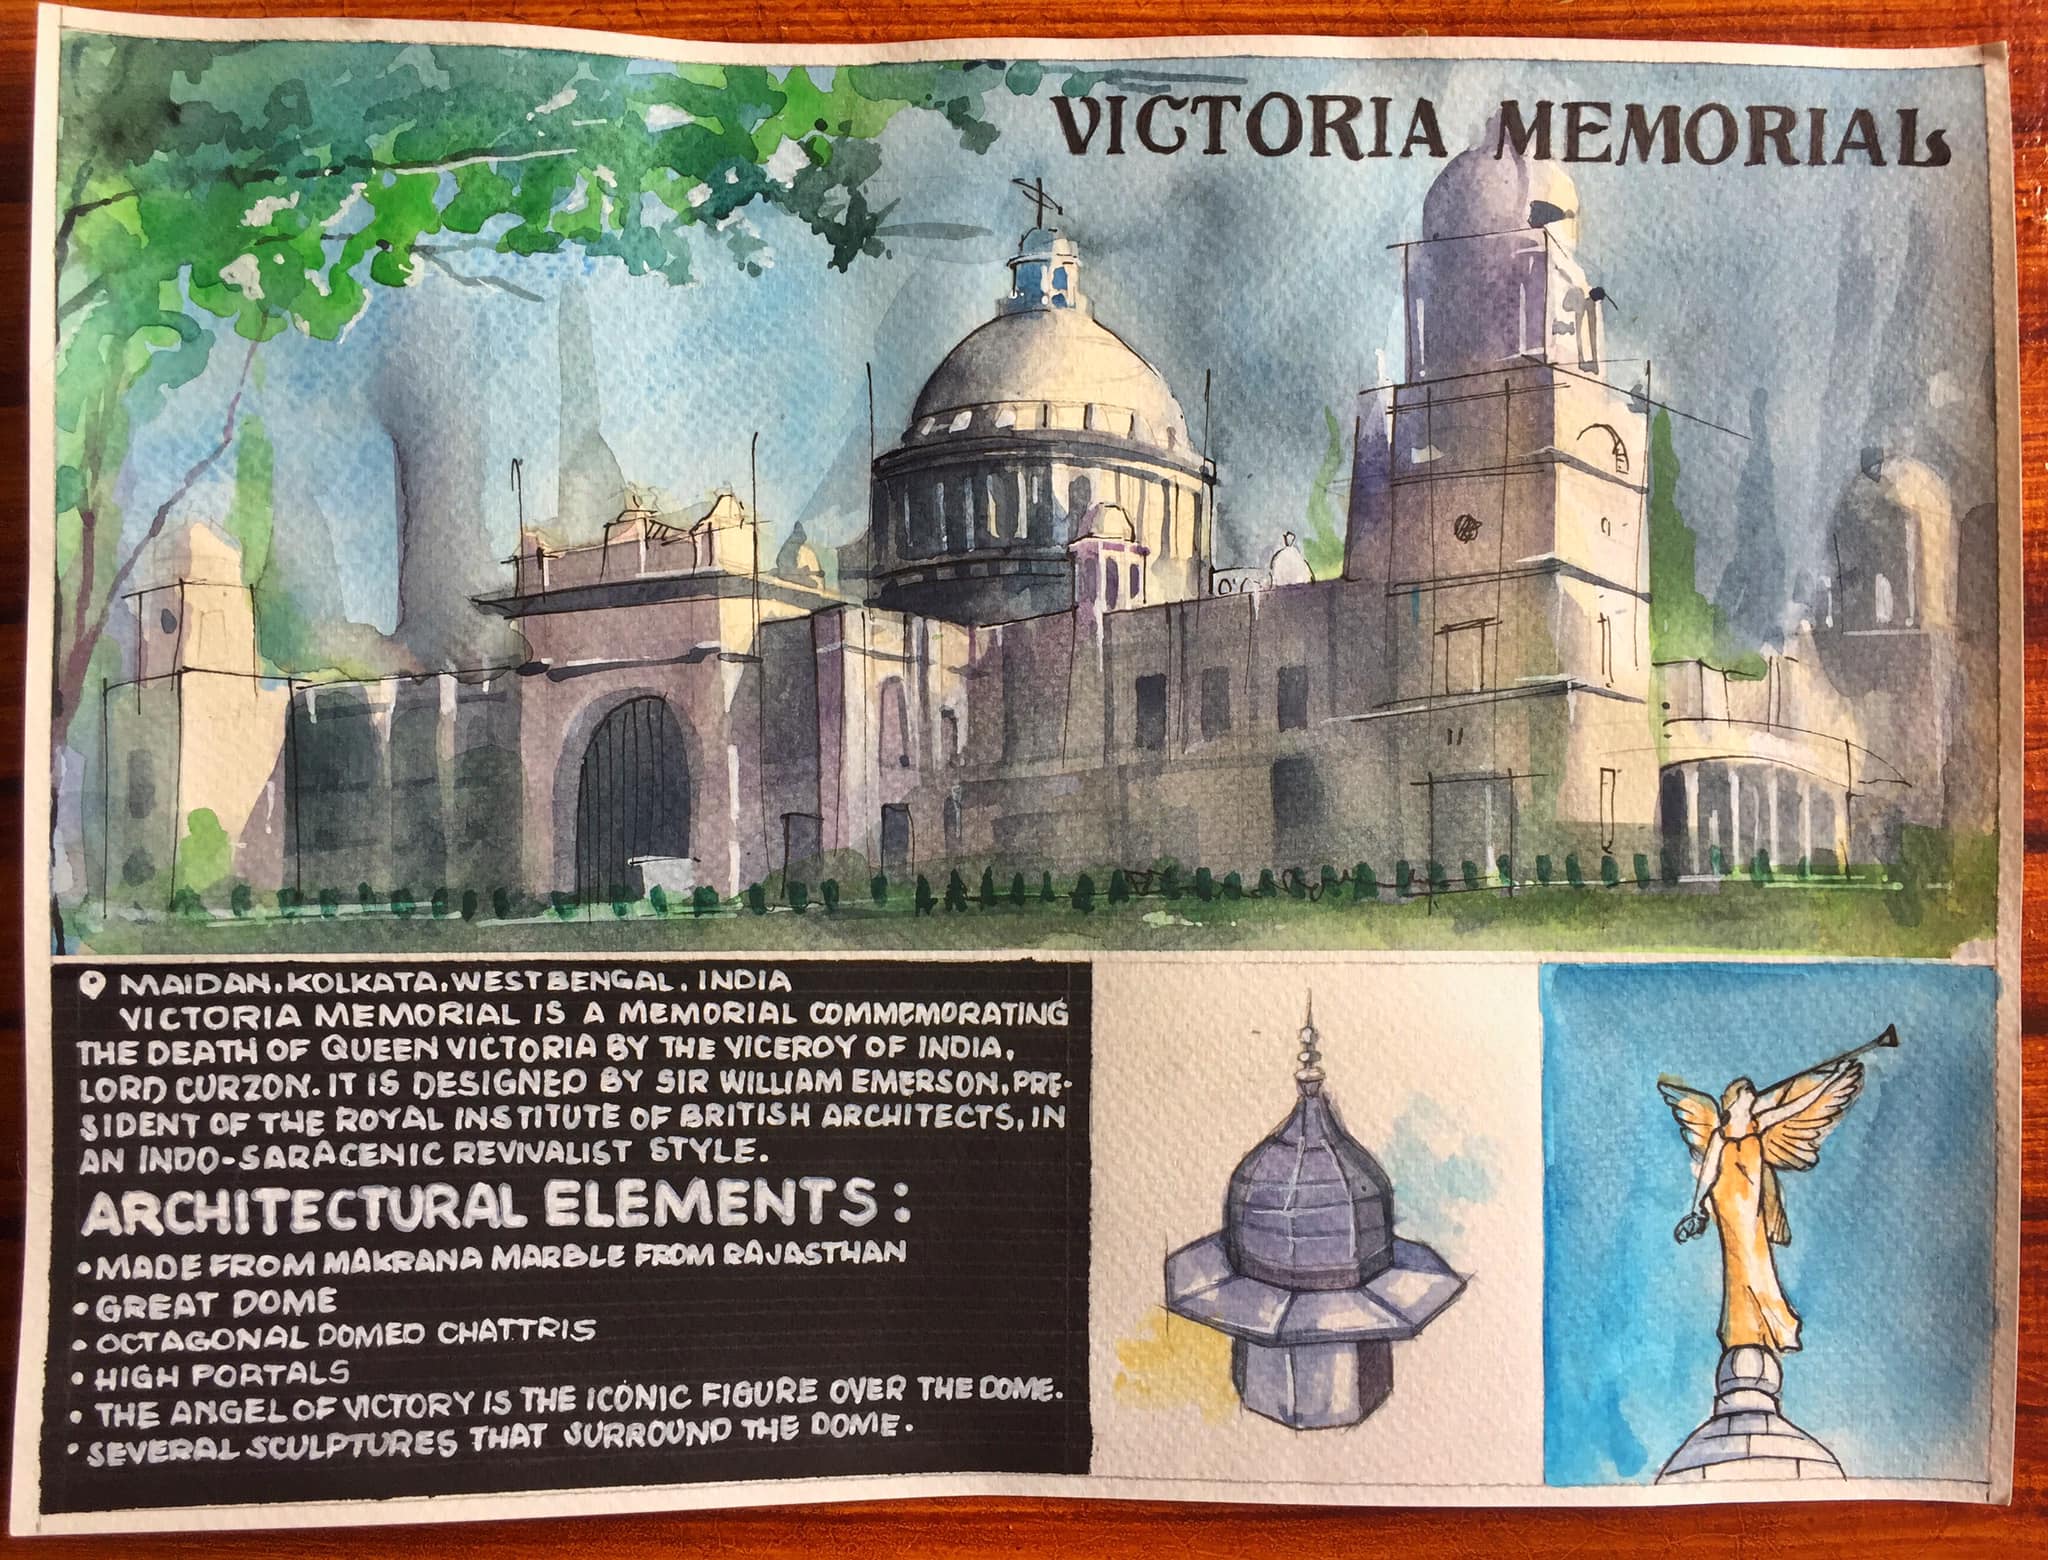 VICTORIA MEMORIAL
MAIDAN, KOLKATA, WEST BENGAL, INDIA
VICTORIA MEMORIAL IS A MEMORIAL COMMEMORATING
THE DEATH OF QUEEN VICTORIA BY THE VICEROY OF INDIA,
LORD CURZON. IT IS DESIGNED BY SIR WILLIAM EMERSON, PRE-
SIDENT OF THE ROYAL INSTITUTE OF BRITISH ARCHITECTS, IN
AN INDO-SARACENIC REVIVALIST STYLE.
ARCHITECTURAL ELEMENTS:
• MADE FROM MAKRANA MARBLE FROM RAJASTHAN
• GREAT DOME
• OCTAGONAL DOMED CHATTRIS
• HIGH PORTALS
• THE ANGEL OF VICTORY IS THE ICONIC FIGURE OVER THE DOME.
• SEVERAL SCULPTURES THAT SURROUND THE DOME.